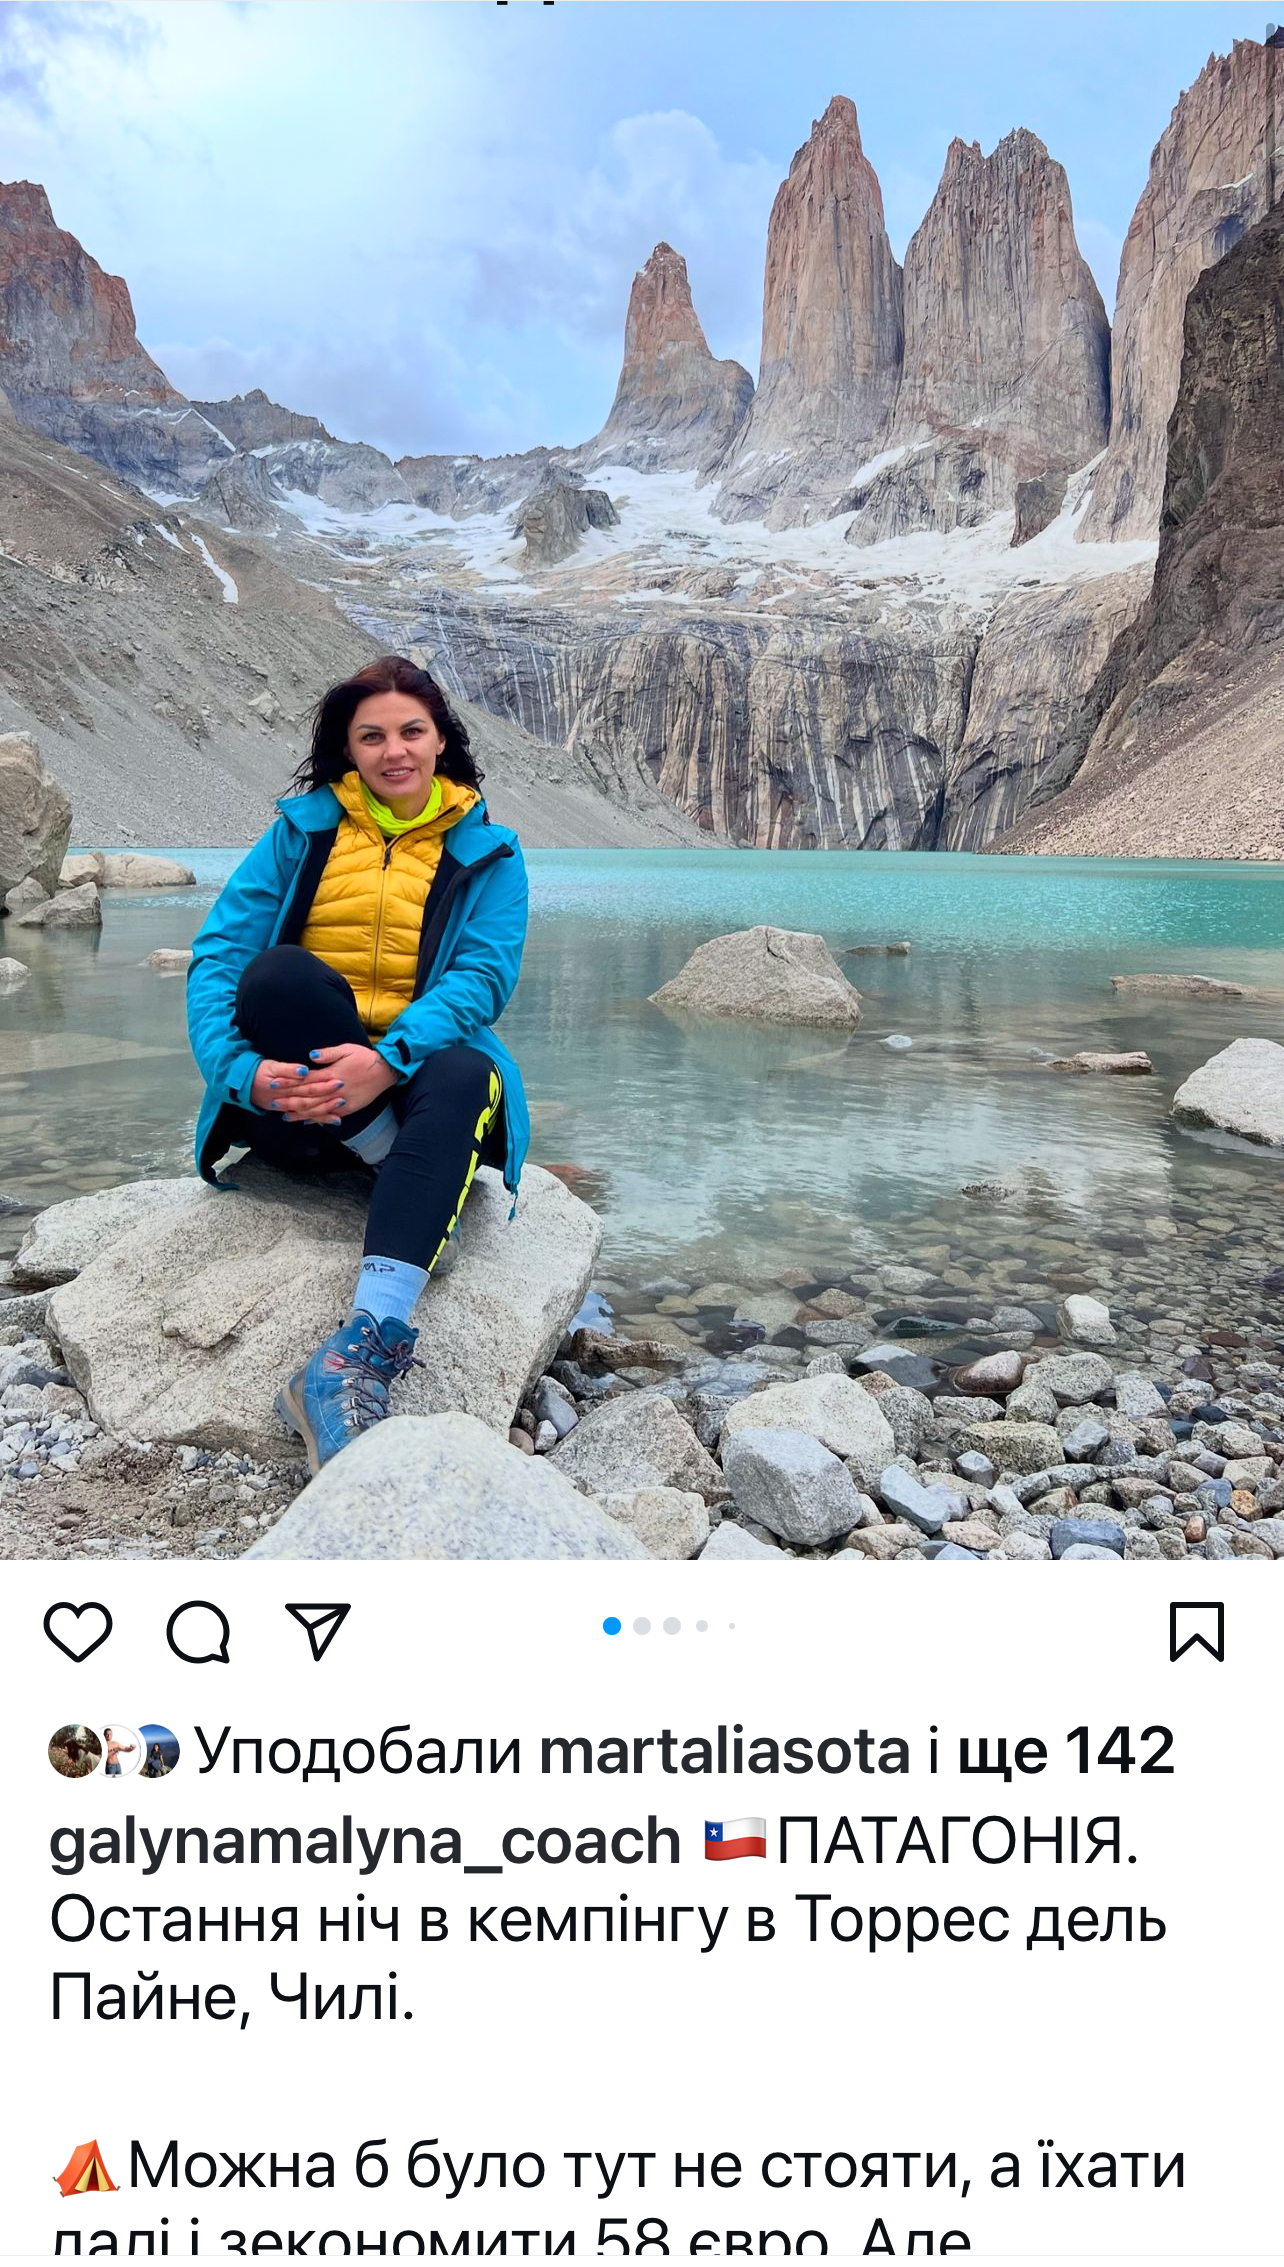 Уподобали martaliasota і ще 142
galynamalyna_coach 🇨🇱ПАТАГОНІЯ.
Остання ніч в кемпінгу в Торрес дель
Пайне, Чилі.
⛺Можна б було тут не стояти, а їхати
далі і зекономити 58 євро. Але